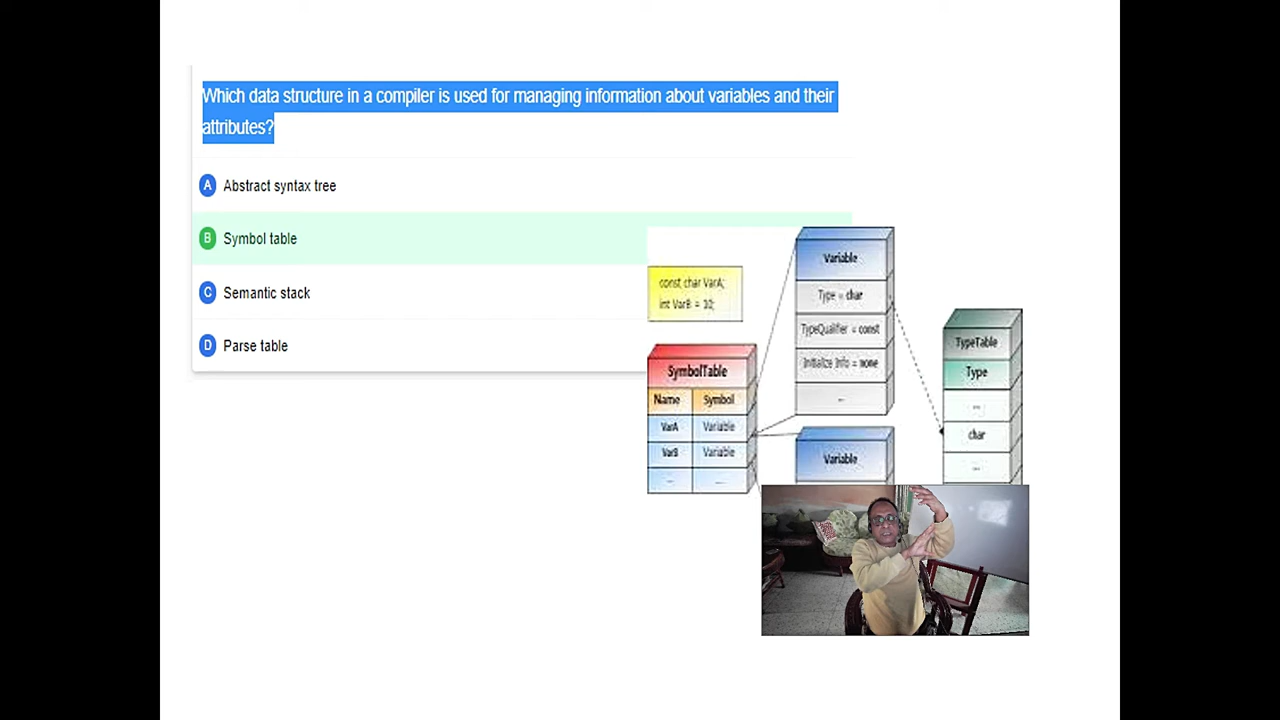 Which data structure in a compiler is used for managing information about variables and their
attributes?
A Abstract syntax tree
B Symbol table
C Semantic stack
D Parse table
const char VarA;
int VarB = 10;
SymbolTable
Name Symbol
VarA Variable
VarB Variable
... ...
Variable
Type = char
TypeQualifier = const
Initialize Info = none
...
Variable
TypeTable
Type
...
char
...